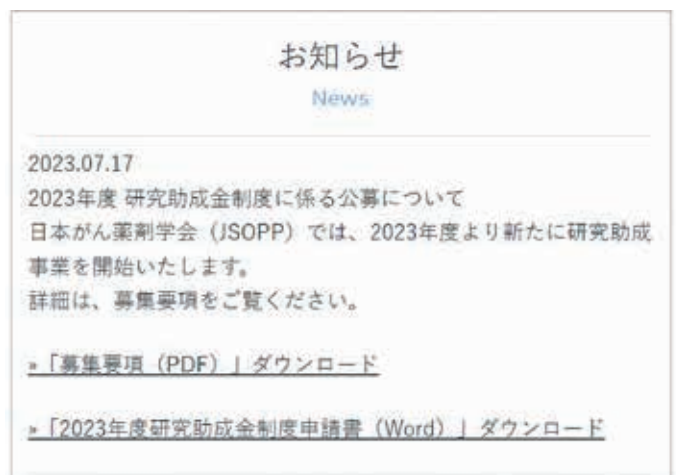 お知らせ
News
2023.07.17
2023年度 研究助成金制度に係る公募について
日本がん薬剤学会（JSOPP）では、2023年度より新たに研究助成
事業を開始いたします。
詳細は、募集要項をご覧ください。
»「募集要項（PDF）」ダウンロード
»「2023年度研究助成金制度申請書（Word）」ダウンロード